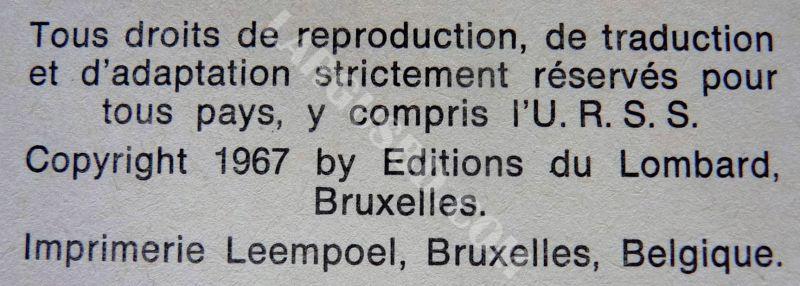 Tous droits de reproduction, de traduction
et d'adaptation strictement réservés pour
tous pays, y compris l'U. R. S. S.
Copyright 1967 by Editions du Lombard,
Bruxelles.
Imprimerie Leempoel, Bruxelles, Belgique.